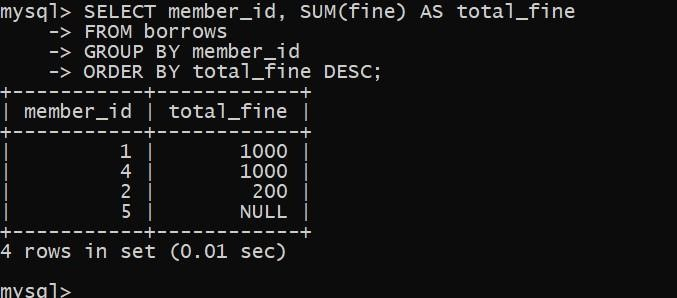 mysql> SELECT member_id, SUM(fine) AS total_fine
    -> FROM borrows
    -> GROUP BY member_id
    -> ORDER BY total_fine DESC;
+-----------+------------+
| member_id | total_fine |
+-----------+------------+
|         1 |       1000 |
|         4 |       1000 |
|         2 |        200 |
|         5 |       NULL |
+-----------+------------+
4 rows in set (0.01 sec)
mysql>